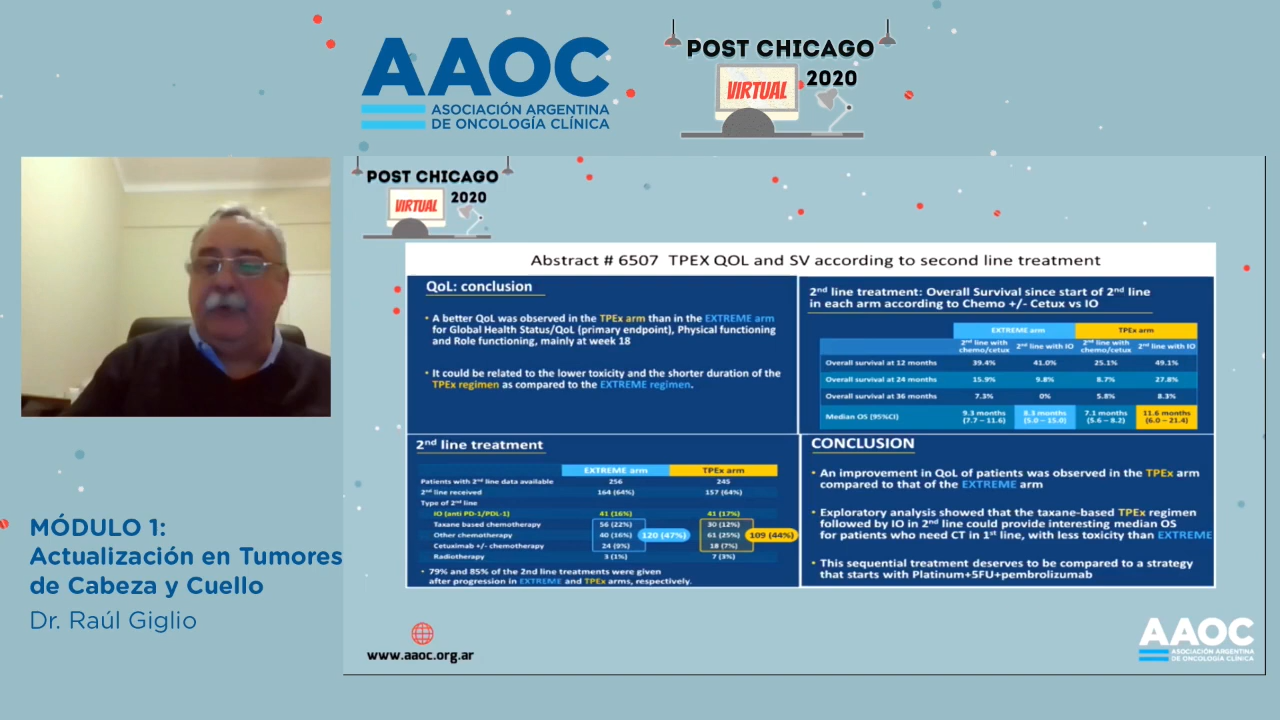 AAOC
ASOCIACIÓN ARGENTINA
DE ONCOLOGÍA CLÍNICA
POST CHICAGO
2020
VIRTUAL
POST CHICAGO
2020
VIRTUAL
Abstract # 6507 TPEX QOL and SV according to second line treatment
QoL: conclusion
• A better QoL was observed in the TPEx arm than in the EXTREME arm
for Global Health Status/QoL (primary endpoint), Physical functioning
and Role functioning, mainly at week 18
• It could be related to the lower toxicity and the shorter duration of the
TPEx regimen as compared to the EXTREME regimen.
2nd line treatment: Overall Survival since start of 2nd line
in each arm according to Chemo +/- Cetux vs IO
EXTREME arm TPEx arm
2nd line with chemo/cetux 2nd line with IO 2nd line with chemo/cetux 2nd line with IO
Overall survival at 12 months 39.4% 41.0% 25.1% 49.1%
Overall survival at 24 months 15.9% 9.8% 8.7% 27.8%
Overall survival at 36 months 7.3% 0% 5.8% 8.3%
Median OS (95%CI) 9.3 months (7.7 – 11.6) 8.3 months (5.0 – 15.0) 7.1 months (5.6 – 8.2) 11.6 months (6.0 – 21.4)
2nd line treatment
EXTREME arm TPEx arm
Patients with 2nd line data available 256 245
2nd line received 164 (64%) 157 (64%)
Type of 2nd line
IO (anti PD-1/PDL-1) 41 (16%) 41 (17%)
Taxane based chemotherapy 56 (22%) 30 (12%)
Other chemotherapy 40 (16%) 120 (47%) 61 (25%) 109 (44%)
Cetuximab +/- chemotherapy 24 (9%) 18 (7%)
Radiotherapy 3 (1%) 7 (3%)
• 79% and 85% of the 2nd line treatments were given
after progression in EXTREME and TPEx arms, respectively.
CONCLUSION
• An improvement in QoL of patients was observed in the TPEx arm
compared to that of the EXTREME arm
• Exploratory analysis showed that the taxane-based TPEx regimen
followed by IO in 2nd line could provide interesting median OS
for patients who need CT in 1st line, with less toxicity than EXTREME
• This sequential treatment deserves to be compared to a strategy
that starts with Platinum+5FU+pembrolizumab
MÓDULO 1:
Actualización en Tumores
de Cabeza y Cuello
Dr. Raúl Giglio
www.aaoc.org.ar
AAOC
ASOCIACIÓN ARGENTINA
DE ONCOLOGÍA CLÍNICA